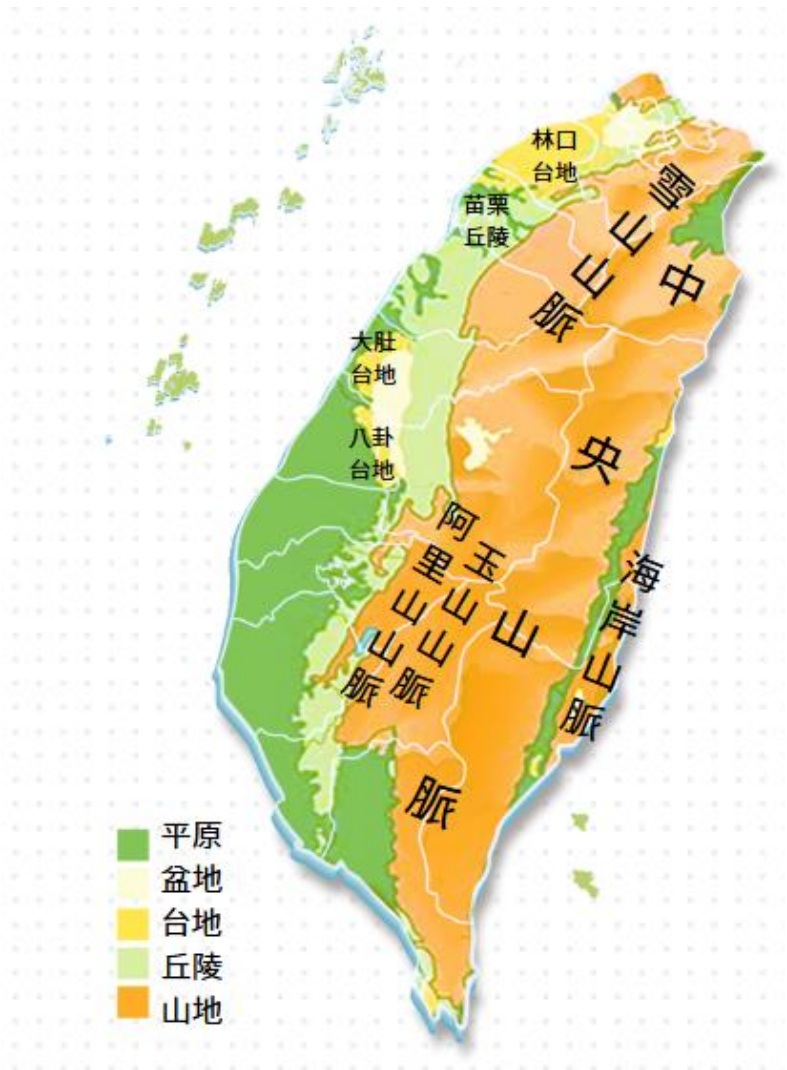 林口
台地
苗栗
丘陵
雪山山脈
中央山脈
大肚
台地
八卦
台地
阿里山山脈
玉山山脈
海岸山脈
平原
盆地
台地
丘陵
山地